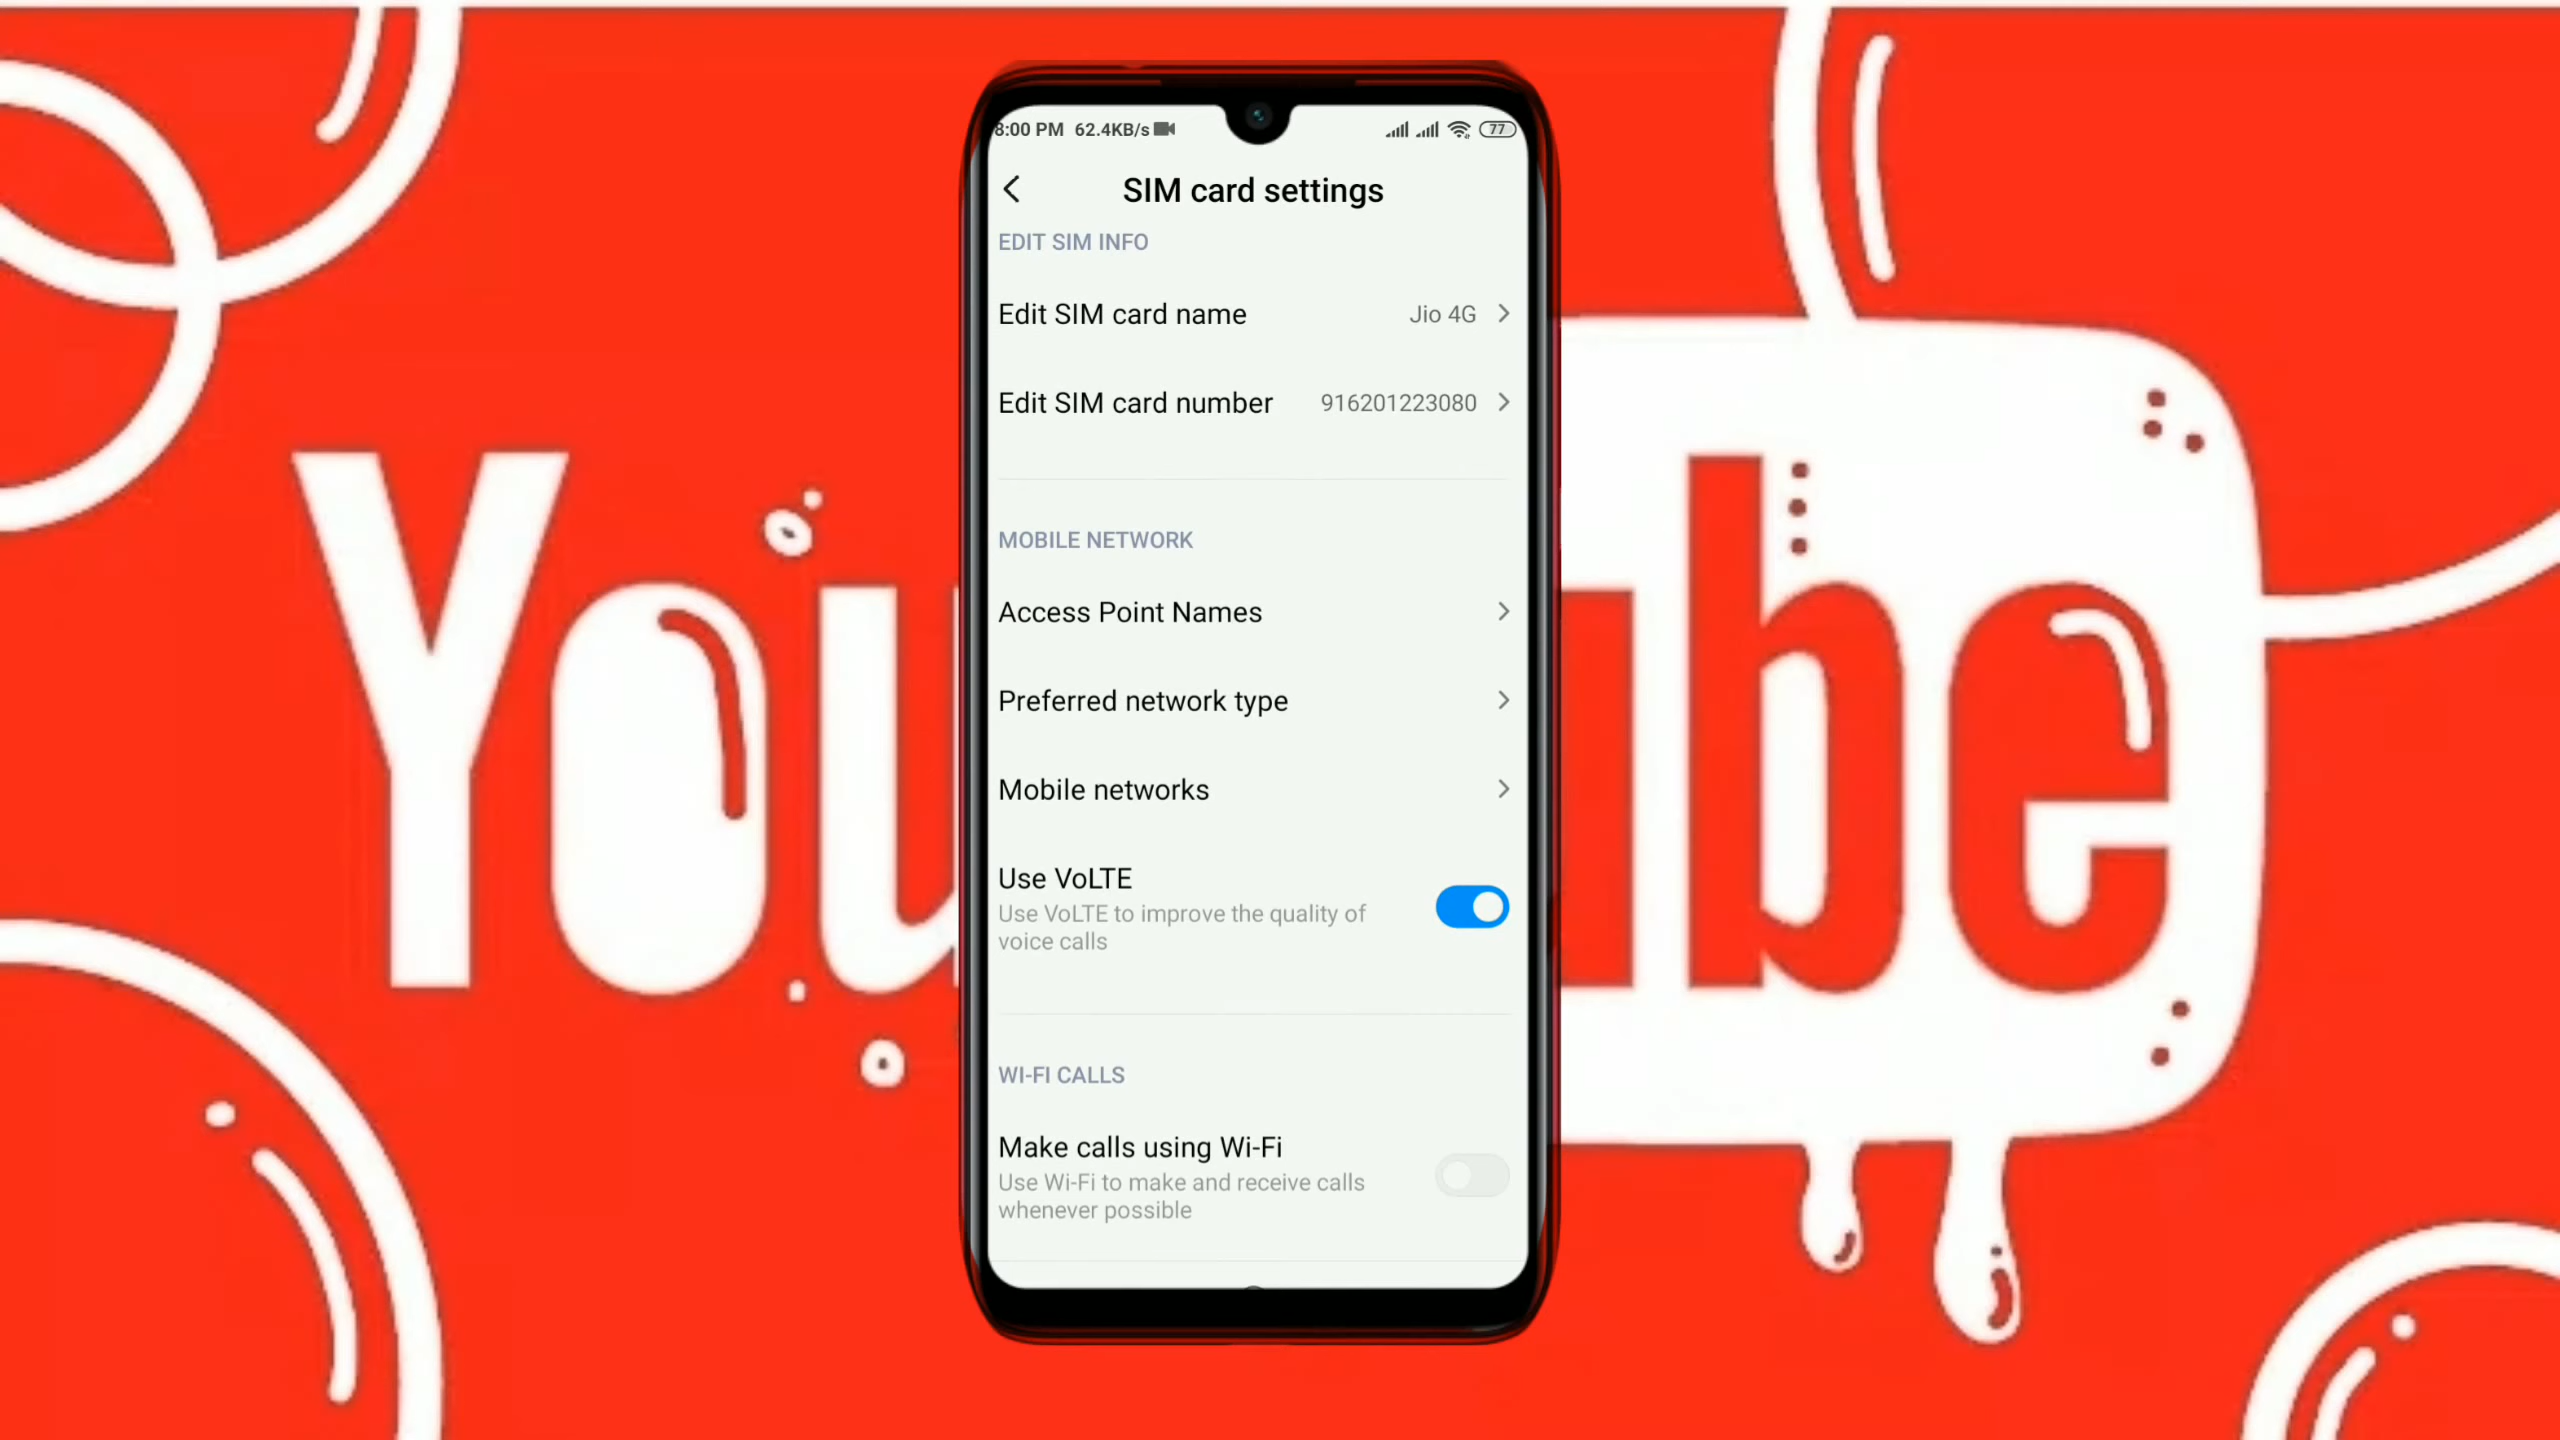 YouTube
8:00 PM 62.4KB/s 77
SIM card settings
EDIT SIM INFO
Edit SIM card name Jio 4G
Edit SIM card number 916201223080
MOBILE NETWORK
Access Point Names
Preferred network type
Mobile networks
Use VoLTE
Use VoLTE to improve the quality of
voice calls
WI-FI CALLS
Make calls using Wi-Fi
Use Wi-Fi to make and receive calls
whenever possible